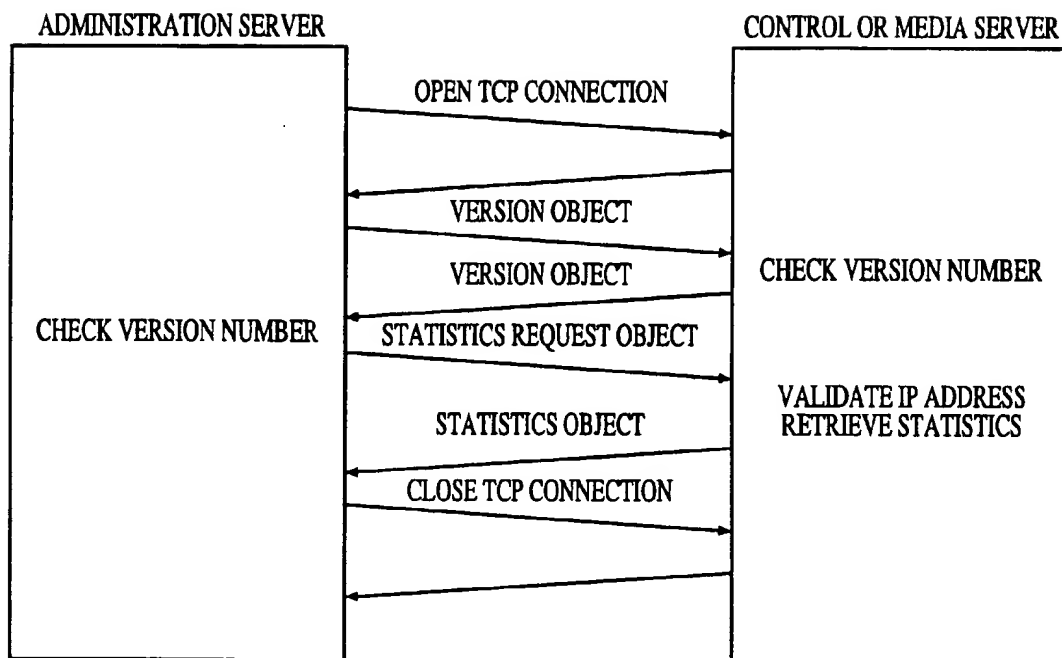 ADMINISTRATION SERVER
CONTROL OR MEDIA SERVER
OPEN TCP CONNECTION
VERSION OBJECT
VERSION OBJECT
CHECK VERSION NUMBER
CHECK VERSION NUMBER
STATISTICS REQUEST OBJECT
VALIDATE IP ADDRESS
RETRIEVE STATISTICS
STATISTICS OBJECT
CLOSE TCP CONNECTION